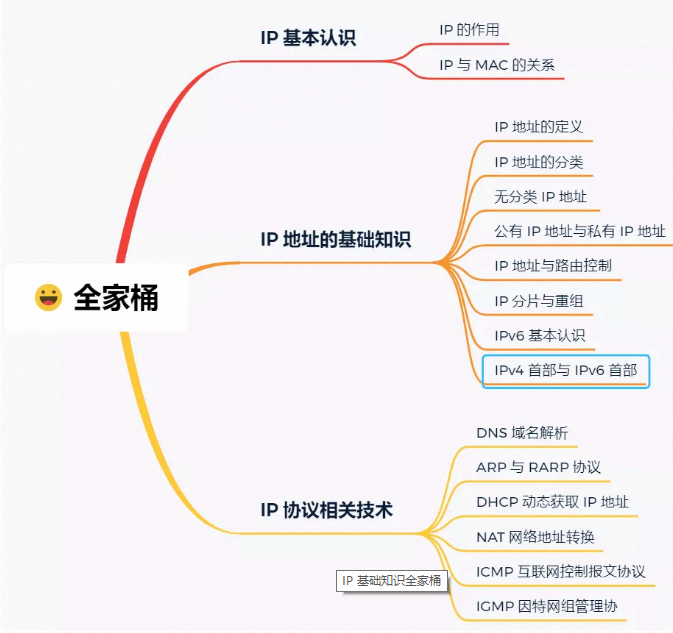 IP 基本认识
IP 的作用
IP 与 MAC 的关系
IP 地址的基础知识
IP 地址的定义
IP 地址的分类
无分类 IP 地址
公有 IP 地址与私有 IP 地址
IP 地址与路由控制
IP 分片与重组
IPv6 基本认识
IPv4 首部与 IPv6 首部
全家桶
IP 协议相关技术
DNS 域名解析
ARP 与 RARP 协议
DHCP 动态获取 IP 地址
NAT 网络地址转换
ICMP 互联网控制报文协议
IGMP 因特网组管理协
IP 基础知识全家桶